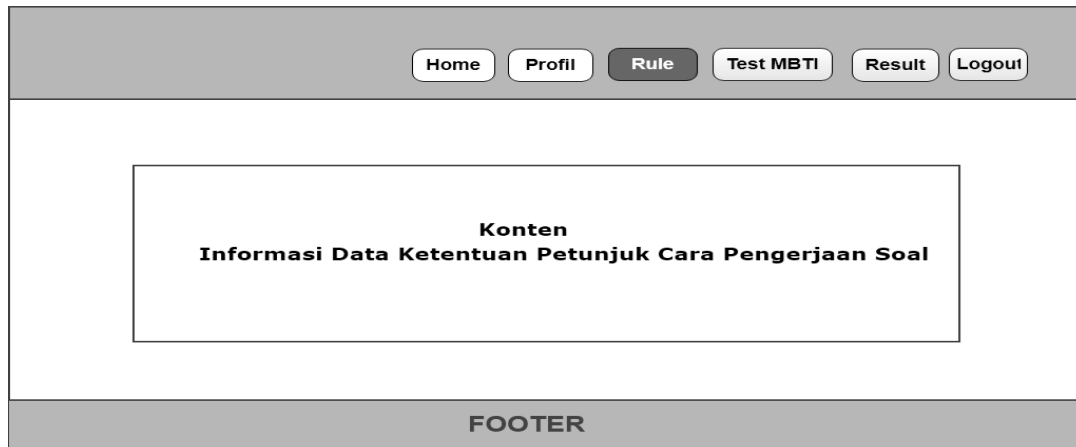 Home Profil Rule Test MBTI Result Logout
Konten
Informasi Data Ketentuan Petunjuk Cara Pengerjaan Soal
FOOTER